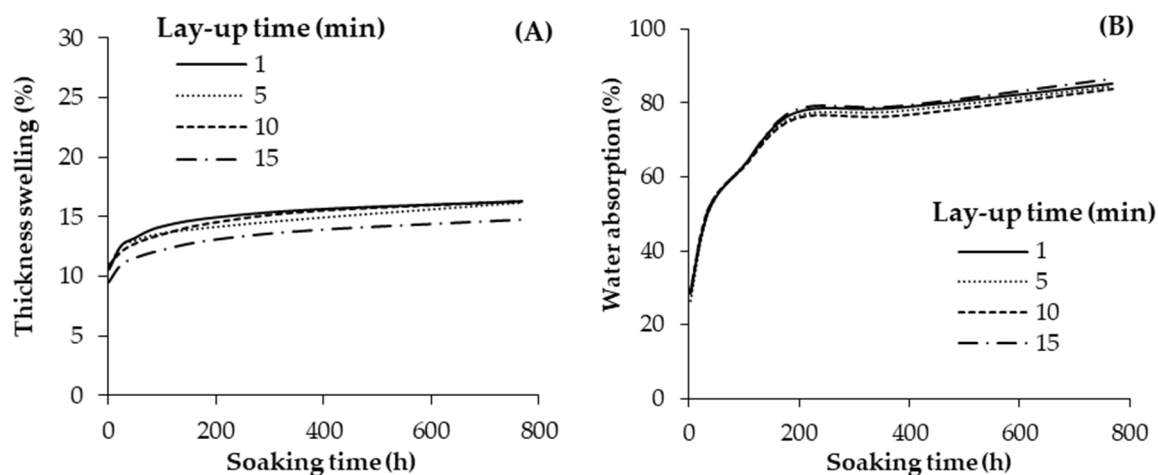 Lay-up time (min)
(A)
1
5
10
15
Thickness swelling (%)
30
25
20
15
10
5
0
0 200 400 600 800
Soaking time (h)
(B)
Water absorption (%)
100
80
60
40
20
0
Lay-up time (min)
1
5
10
15
0 200 400 600 800
Soaking time (h)